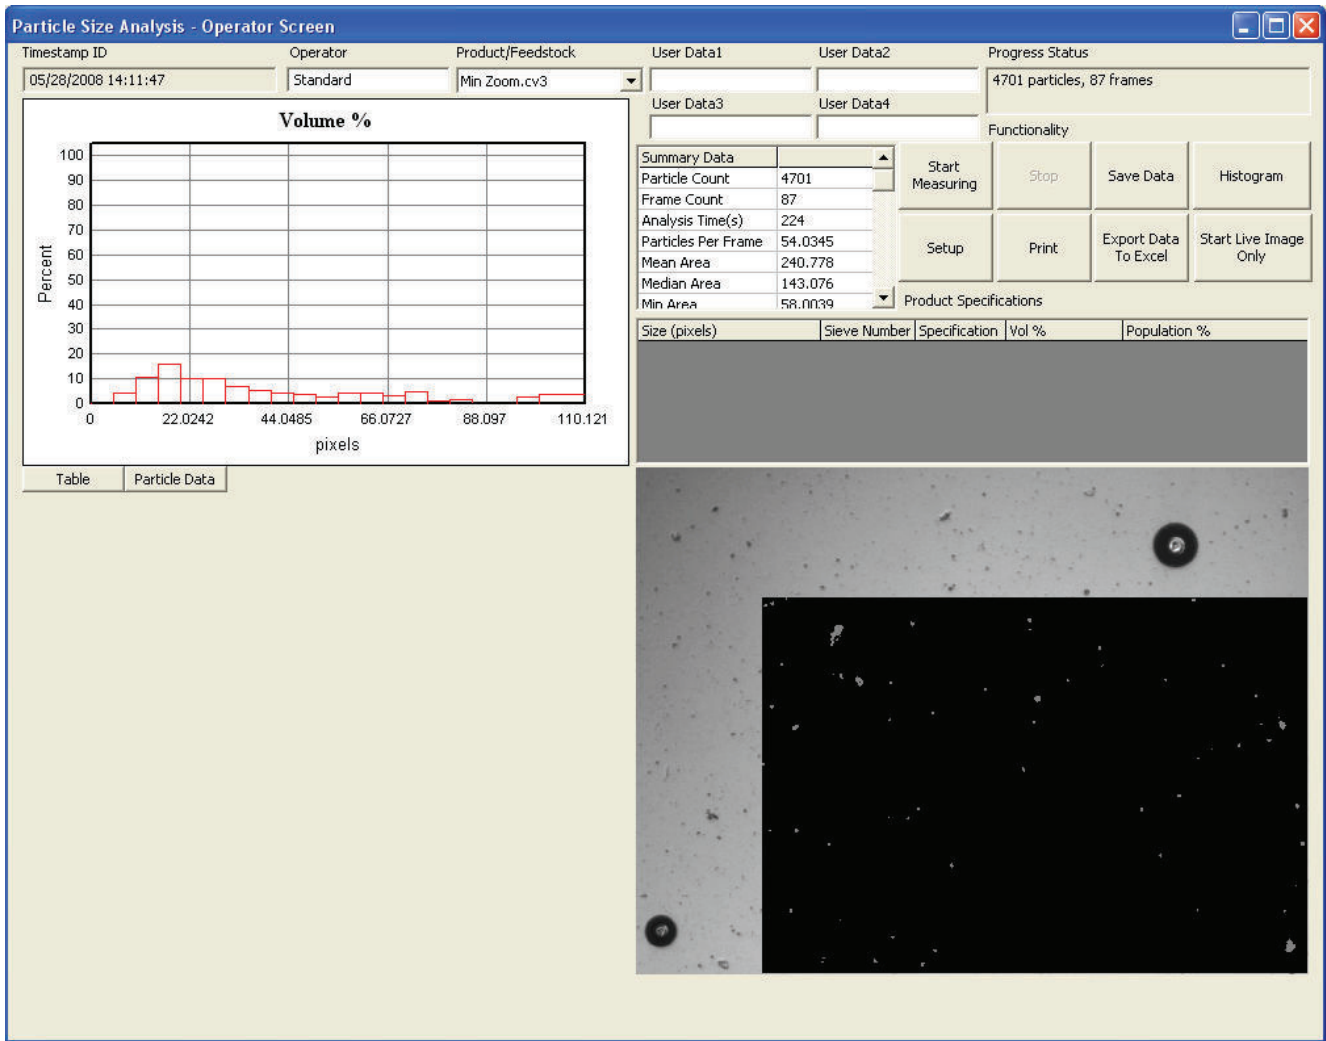 Particle Size Analysis - Operator Screen
Timestamp ID Operator Product/Feedstock User Data1 User Data2 Progress Status
05/28/2008 14:11:47 Standard Min Zoom.cv3 4701 particles, 87 frames
User Data3 User Data4
Functionality
Volume %
100
90
80
70
60
50
40
30
20
10
0
Percent
0 22.0242 44.0485 66.0727 88.097 110.121
pixels
Table Particle Data
Summary Data
Particle Count 4701
Frame Count 87
Analysis Time(s) 224
Particles Per Frame 54.0345
Mean Area 240.778
Median Area 143.076
Min Area 58.0039
Start Measuring Stop Save Data Histogram
Setup Print Export Data To Excel Start Live Image Only
Product Specifications
Size (pixels) Sieve Number Specification Vol % Population %